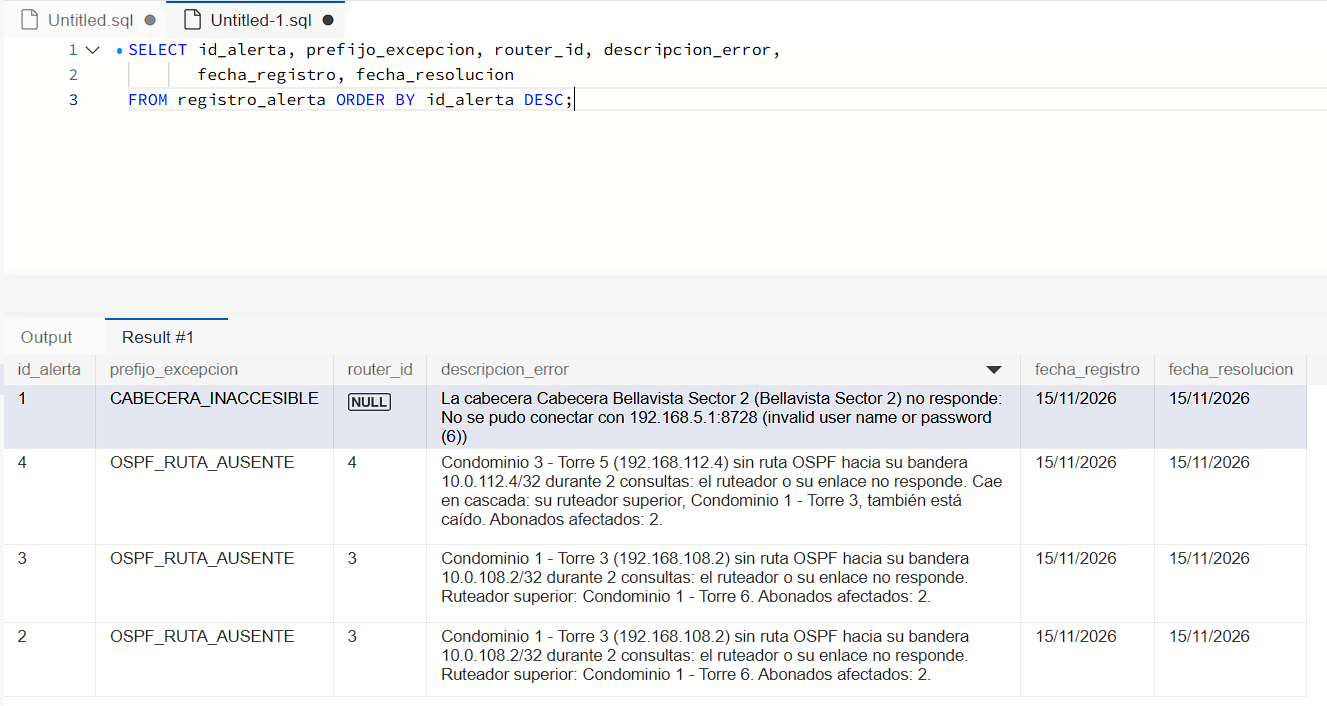 Untitled.sql ● Untitled-1.sql ●
1 SELECT id_alerta, prefijo_excepcion, router_id, descripcion_error,
2 fecha_registro, fecha_resolucion
3 FROM registro_alerta ORDER BY id_alerta DESC;
Output Result #1
id_alerta prefijo_excepcion router_id descripcion_error fecha_registro fecha_resolucion
1 CABECERA_INACCESIBLE NULL La cabecera Cabecera Bellavista Sector 2 (Bellavista Sector 2) no responde: 15/11/2026 15/11/2026
No se pudo conectar con 192.168.5.1:8728 (invalid user name or password
(6))
4 OSPF_RUTA_AUSENTE 4 Condominio 3 - Torre 5 (192.168.112.4) sin ruta OSPF hacia su bandera 15/11/2026 15/11/2026
10.0.112.4/32 durante 2 consultas: el ruteador o su enlace no responde. Cae
en cascada: su ruteador superior, Condominio 1 - Torre 3, también está
caído. Abonados afectados: 2.
3 OSPF_RUTA_AUSENTE 3 Condominio 1 - Torre 3 (192.168.108.2) sin ruta OSPF hacia su bandera 15/11/2026 15/11/2026
10.0.108.2/32 durante 2 consultas: el ruteador o su enlace no responde.
Ruteador superior: Condominio 1 - Torre 6. Abonados afectados: 2.
2 OSPF_RUTA_AUSENTE 3 Condominio 1 - Torre 3 (192.168.108.2) sin ruta OSPF hacia su bandera 15/11/2026 15/11/2026
10.0.108.2/32 durante 2 consultas: el ruteador o su enlace no responde.
Ruteador superior: Condominio 1 - Torre 6. Abonados afectados: 2.